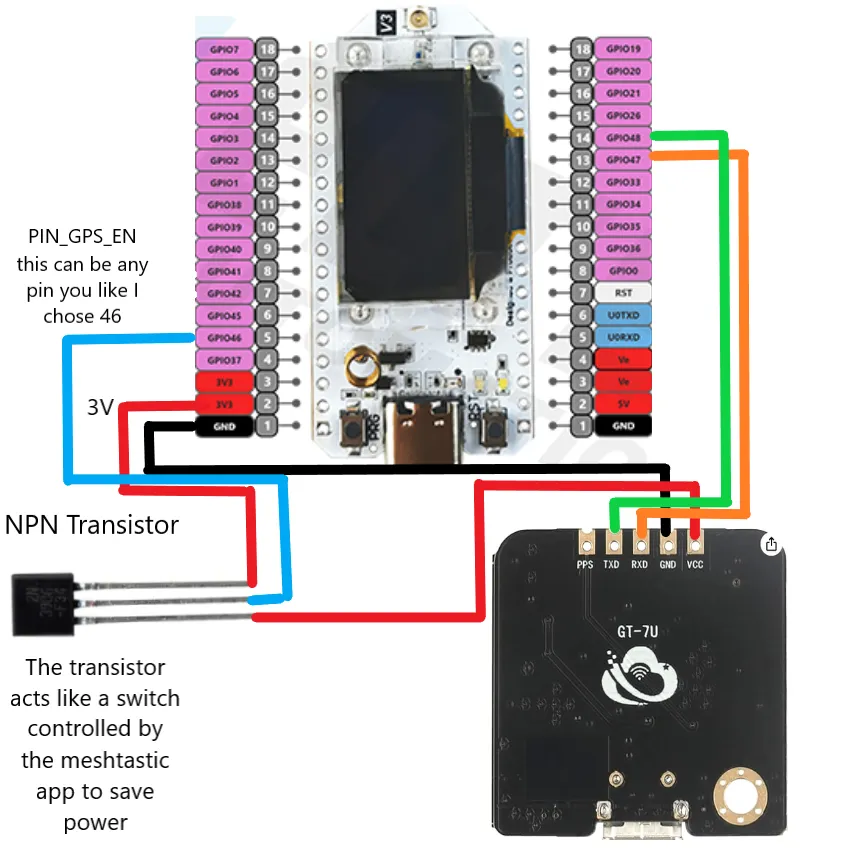 V3
GPIO7 18
GPIO6 17
GPIO5 16
GPIO4 15
GPIO3 14
GPIO2 13
GPIO1 12
GPIO38 11
GPIO39 10
GPIO40 9
GPIO41 8
GPIO42 7
GPIO45 6
GPIO46 5
GPIO37 4
3V3 3
3V3 2
GND 1
18 GPIO19
17 GPIO20
16 GPIO21
15 GPIO26
14 GPIO48
13 GPIO47
12 GPIO33
11 GPIO34
10 GPIO35
9 GPIO36
8 GPIO0
7 RST
6 U0TXD
5 U0RXD
4 Ve
3 Ve
2 5V
1 GND
PRG
RST
PIN_GPS_EN
this can be any
pin you like I
chose 46
3V
NPN Transistor
2N
The transistor
acts like a switch
controlled by
the meshtastic
app to save
power
PPS TXD RXD GND VCC
GT-7U